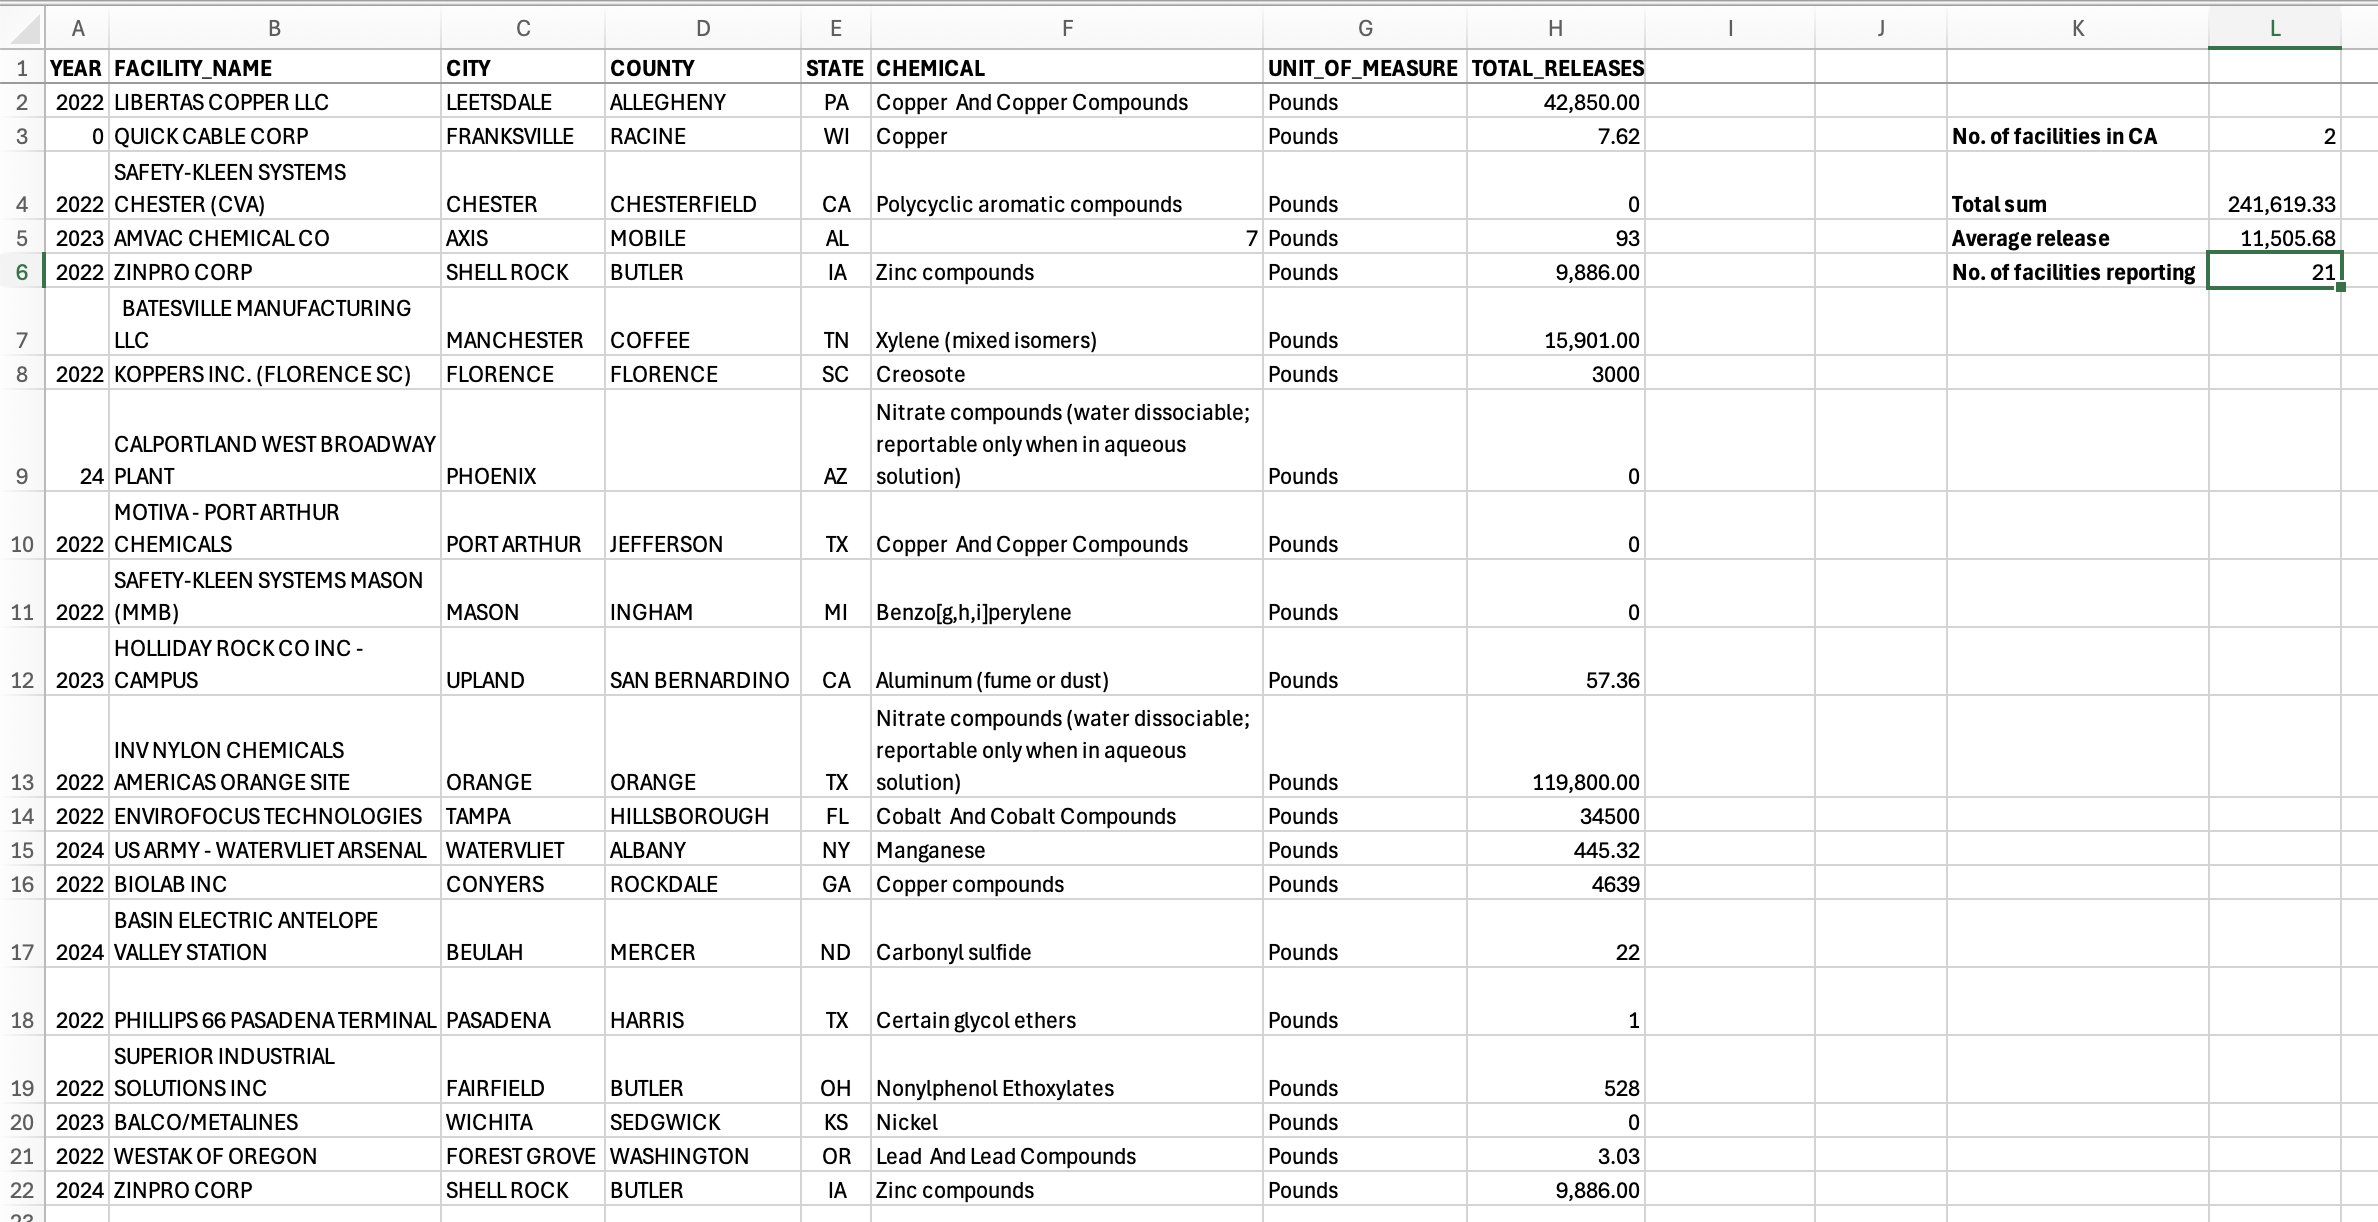 A B C D E F G H I J K L
1 YEAR FACILITY_NAME CITY COUNTY STATE CHEMICAL UNIT_OF_MEASURE TOTAL_RELEASES
2 2022 LIBERTAS COPPER LLC LEETSDALE ALLEGHENY PA Copper  And Copper Compounds Pounds 42,850.00
3 0 QUICK CABLE CORP FRANKSVILLE RACINE WI Copper Pounds 7.62 No. of facilities in CA 2
SAFETY-KLEEN SYSTEMS
4 2022 CHESTER (CVA) CHESTER CHESTERFIELD CA Polycyclic aromatic compounds Pounds 0 Total sum 241,619.33
5 2023 AMVAC CHEMICAL CO AXIS MOBILE AL 7 Pounds 93 Average release 11,505.68
6 2022 ZINPRO CORP SHELL ROCK BUTLER IA Zinc compounds Pounds 9,886.00 No. of facilities reporting 21
BATESVILLE MANUFACTURING
7 LLC MANCHESTER COFFEE TN Xylene (mixed isomers) Pounds 15,901.00
8 2022 KOPPERS INC. (FLORENCE SC) FLORENCE FLORENCE SC Creosote Pounds 3000
Nitrate compounds (water dissociable;
CALPORTLAND WEST BROADWAY reportable only when in aqueous
9 24 PLANT PHOENIX AZ solution) Pounds 0
MOTIVA - PORT ARTHUR
10 2022 CHEMICALS PORT ARTHUR JEFFERSON TX Copper  And Copper Compounds Pounds 0
SAFETY-KLEEN SYSTEMS MASON
11 2022 (MMB) MASON INGHAM MI Benzo[g,h,i]perylene Pounds 0
HOLLIDAY ROCK CO INC -
12 2023 CAMPUS UPLAND SAN BERNARDINO CA Aluminum (fume or dust) Pounds 57.36
Nitrate compounds (water dissociable;
INV NYLON CHEMICALS reportable only when in aqueous
13 2022 AMERICAS ORANGE SITE ORANGE ORANGE TX solution) Pounds 119,800.00
14 2022 ENVIROFOCUS TECHNOLOGIES TAMPA HILLSBOROUGH FL Cobalt  And Cobalt Compounds Pounds 34500
15 2024 US ARMY - WATERVLIET ARSENAL WATERVLIET ALBANY NY Manganese Pounds 445.32
16 2022 BIOLAB INC CONYERS ROCKDALE GA Copper compounds Pounds 4639
BASIN ELECTRIC ANTELOPE
17 2024 VALLEY STATION BEULAH MERCER ND Carbonyl sulfide Pounds 22
18 2022 PHILLIPS 66 PASADENA TERMINAL PASADENA HARRIS TX Certain glycol ethers Pounds 1
SUPERIOR INDUSTRIAL
19 2022 SOLUTIONS INC FAIRFIELD BUTLER OH Nonylphenol Ethoxylates Pounds 528
20 2023 BALCO/METALINES WICHITA SEDGWICK KS Nickel Pounds 0
21 2022 WESTAK OF OREGON FOREST GROVE WASHINGTON OR Lead  And Lead Compounds Pounds 3.03
22 2024 ZINPRO CORP SHELL ROCK BUTLER IA Zinc compounds Pounds 9,886.00
23